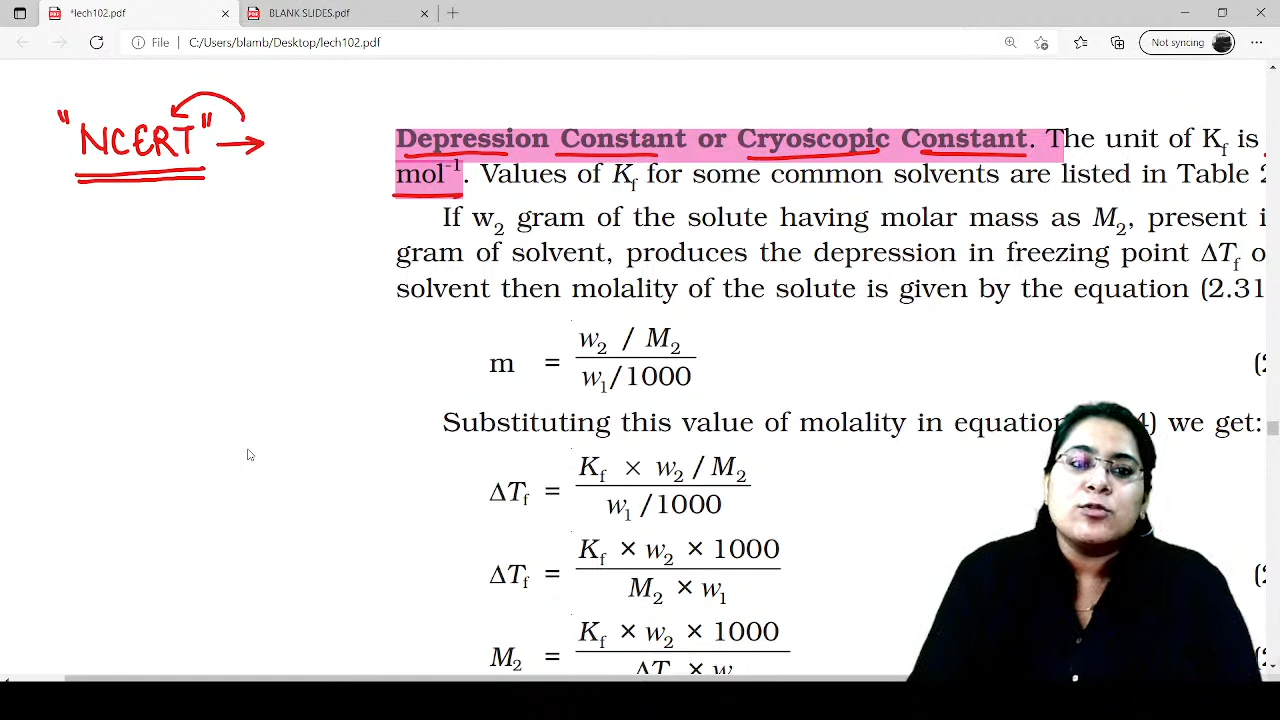 *lech102.pdf
BLANK SLIDES.pdf
File C:/Users/blamb/Desktop/lech102.pdf
Not syncing
"NCERT"
Depression Constant or Cryoscopic Constant. The unit of Kf is
mol⁻¹. Values of Kf for some common solvents are listed in Table 2
If w₂ gram of the solute having molar mass as M₂, present i
gram of solvent, produces the depression in freezing point ΔTf o
solvent then molality of the solute is given by the equation (2.31
w₂ / M₂
m =
w₁/1000
(2
Substituting this value of molality in equation 4) we get:
Kf × w₂ / M₂
ΔTf =
w₁ /1000
Kf × w₂ × 1000
ΔTf =
M₂ × w₁
(2
Kf × w₂ × 1000
M₂ =
ΔT × w